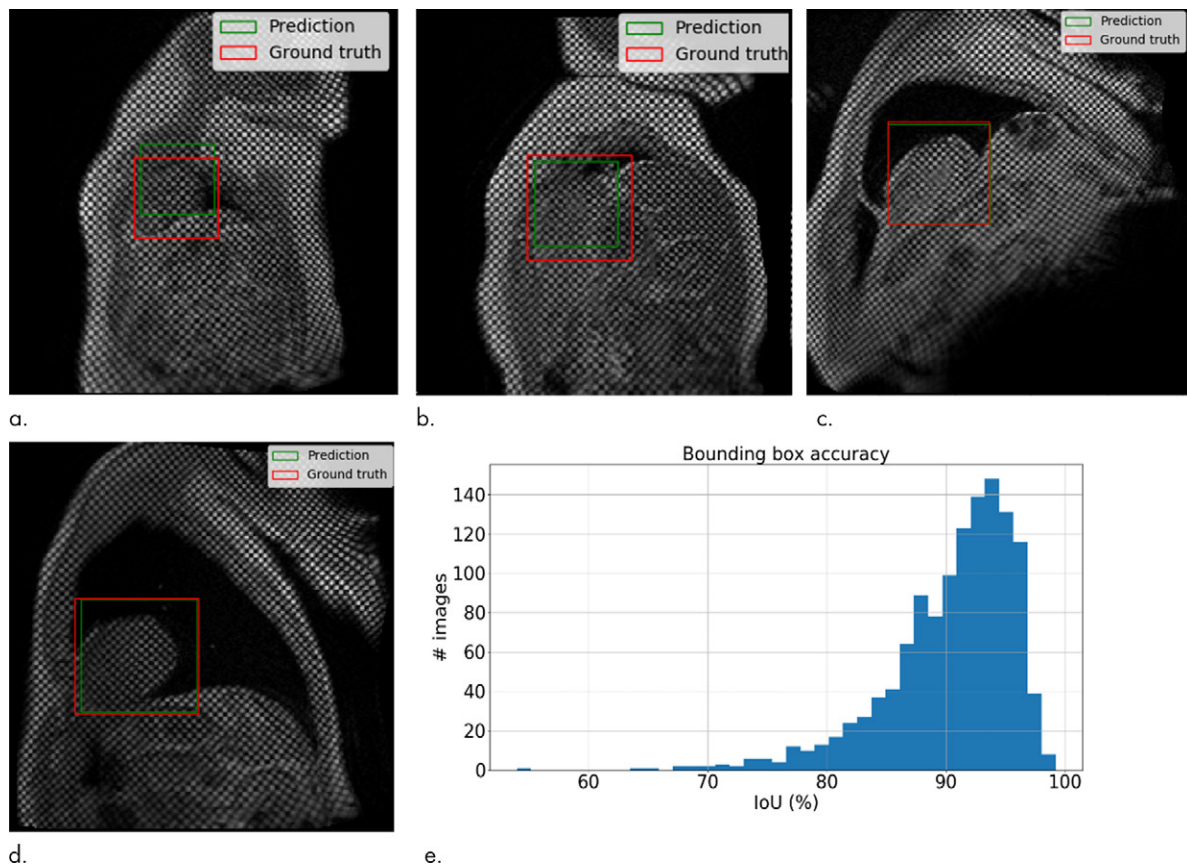 Prediction
Ground truth
Prediction
Ground truth
Prediction
Ground truth
a.
b.
c.
Prediction
Ground truth
Bounding box accuracy
140
120
100
80
60
40
20
0
# images
60
70
80
90
100
IoU (%)
d.
e.